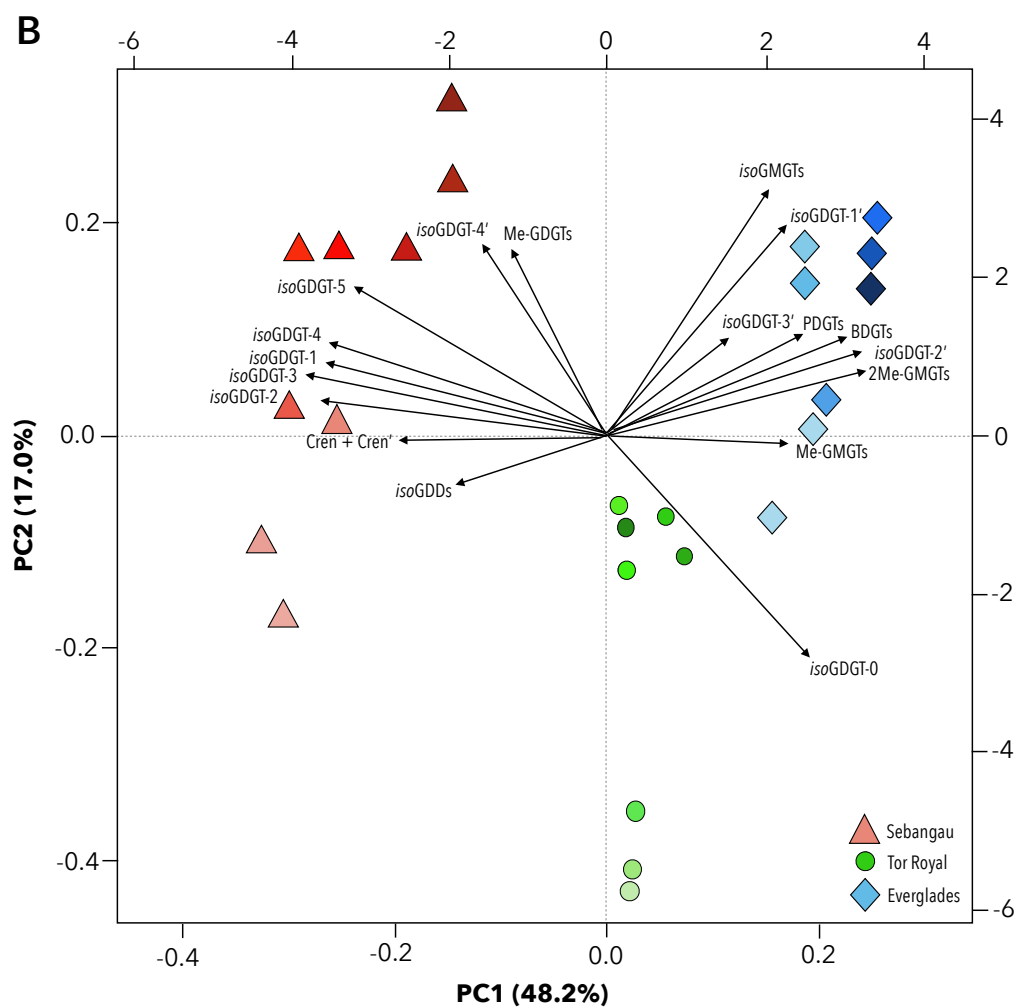 B
-6 -4 -2 0 2 4
4
isoGMGTs
0.2
isoGDGT-4′ Me-GDGTs isoGDGT-1′
isoGDGT-5
2
isoGDGT-3′ PDGTs BDGTs
isoGDGT-4
isoGDGT-2′
isoGDGT-1
2Me-GMGTs
isoGDGT-3
isoGDGT-2
0.0
0
Cren + Cren′
Me-GMGTs
isoGDDs
PC2 (17.0%)
-2
-0.2
isoGDGT-0
-4
Sebangau
-0.4
Tor Royal
Everglades
-6
-0.4 -0.2 0.0 0.2
PC1 (48.2%)